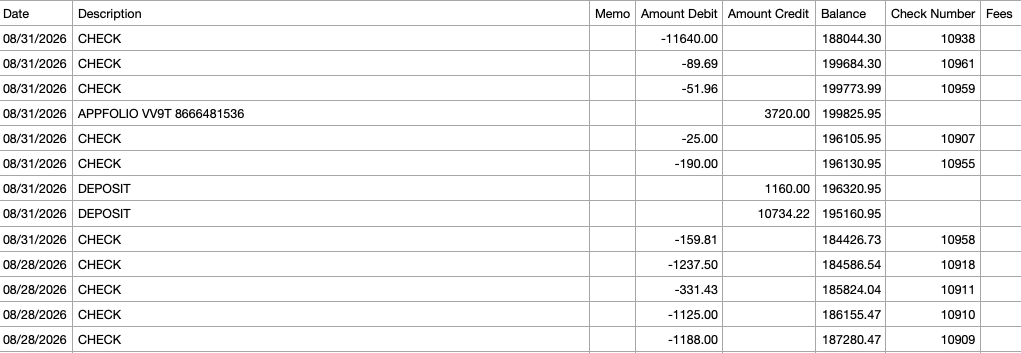 Date Description Memo Amount Debit Amount Credit Balance Check Number Fees
08/31/2026 CHECK -11640.00 188044.30 10938
08/31/2026 CHECK -89.69 199684.30 10961
08/31/2026 CHECK -51.96 199773.99 10959
08/31/2026 APPFOLIO VV9T 8666481536 3720.00 199825.95
08/31/2026 CHECK -25.00 196105.95 10907
08/31/2026 CHECK -190.00 196130.95 10955
08/31/2026 DEPOSIT 1160.00 196320.95
08/31/2026 DEPOSIT 10734.22 195160.95
08/31/2026 CHECK -159.81 184426.73 10958
08/28/2026 CHECK -1237.50 184586.54 10918
08/28/2026 CHECK -331.43 185824.04 10911
08/28/2026 CHECK -1125.00 186155.47 10910
08/28/2026 CHECK -1188.00 187280.47 10909